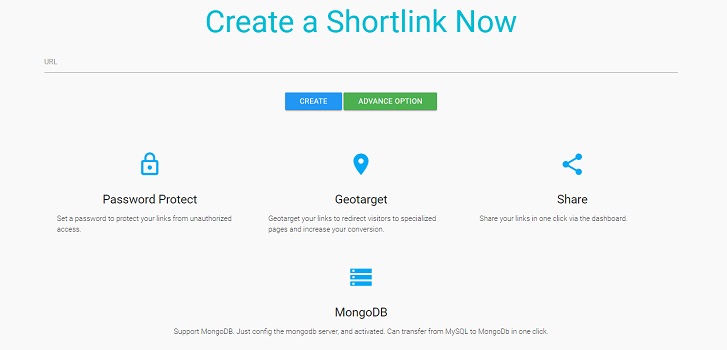 Create a Shortlink Now
URL
CREATE
ADVANCE OPTION
Password Protect
Set a password to protect your links from unauthorized
access.
Geotarget
Geotarget your links to redirect visitors to specialized
pages and increase your conversion.
Share
Share your links in one click via the dashboard.
MongoDB
Support MongoDB. Just config the mongodb server, and activated. Can transfer from MySQL to MongoDb in one click.